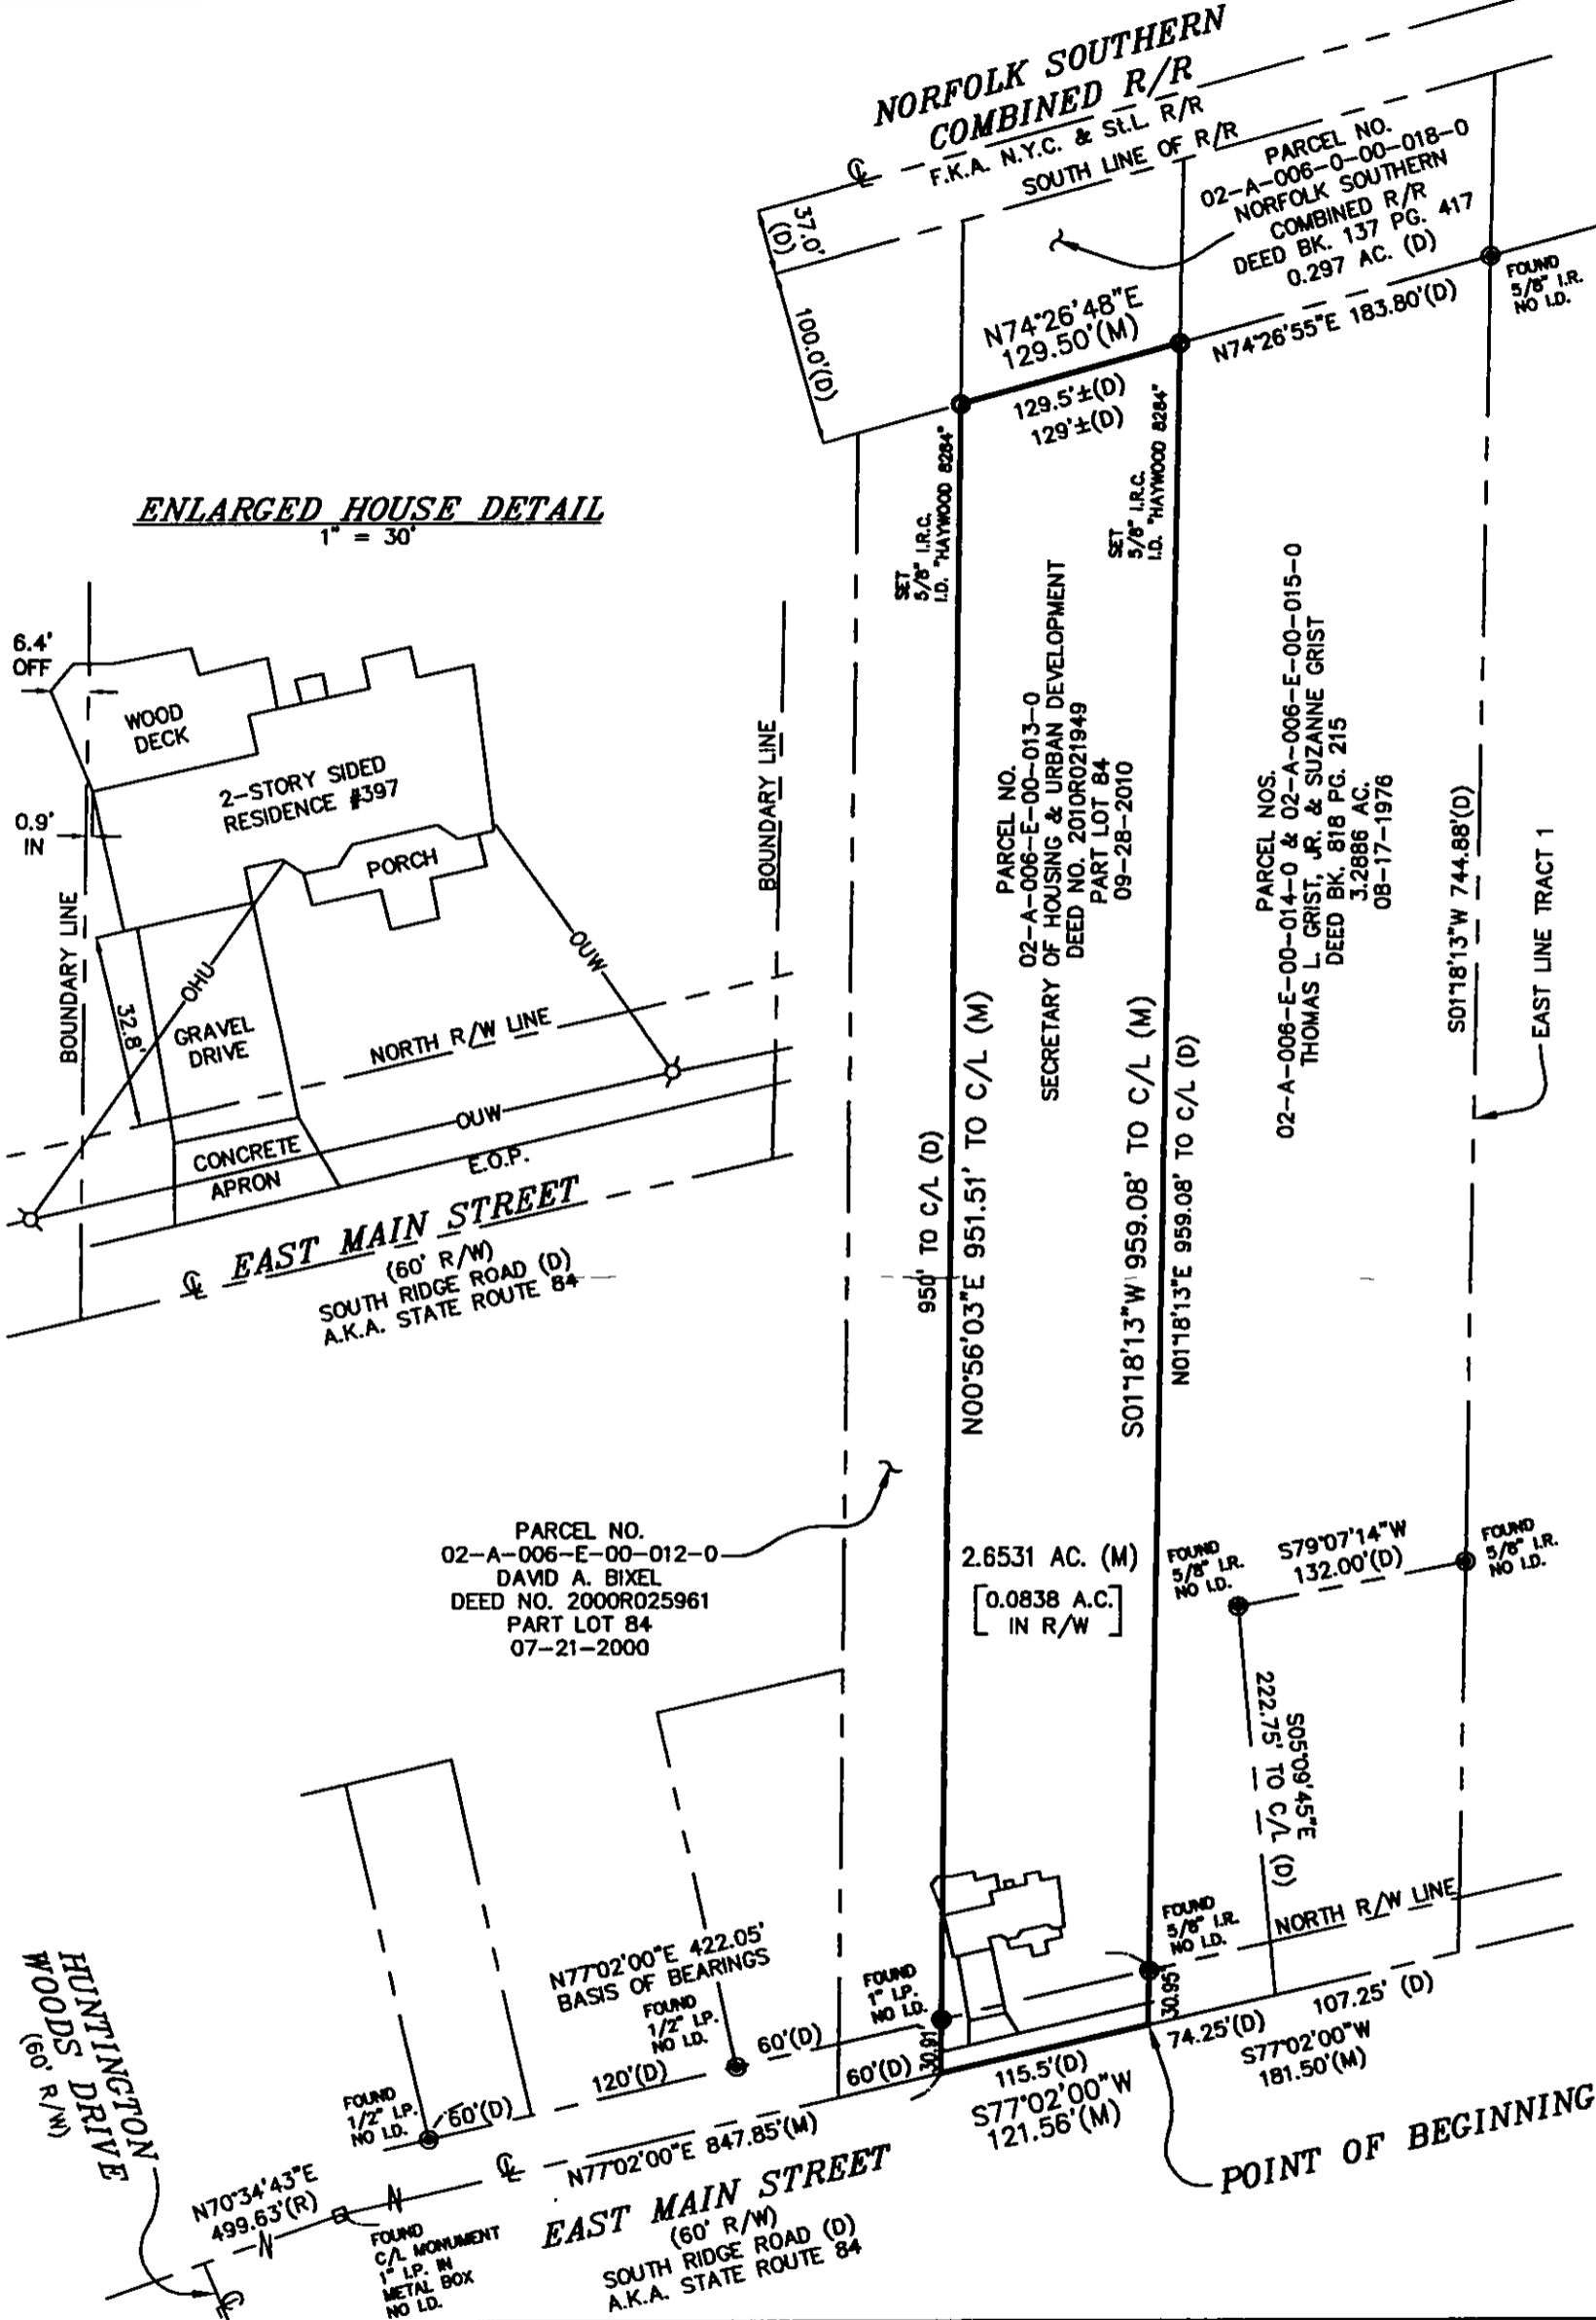 NORFOLK SOUTHERN
COMBINED R/R
F.K.A. N.Y.C. & St.L. R/R
SOUTH LINE OF R/R
PARCEL NO.
02-A-006-0-00-018-0
NORFOLK SOUTHERN
COMBINED R/R
DEED BK. 137 PG. 417
0.297 AC. (D)
37.0'
(D)
100.0'(D)
N74°26'48"E
129.50'(M)
129.5'±(D)
129'±(D)
N74°26'55"E 183.80'(D)
FOUND
5/8" I.R.
NO I.D.
SET
5/8" I.R.C.
I.D. "HAYWOOD 8284"
SET
5/8" I.R.C.
I.D. "HAYWOOD 8284"
ENLARGED HOUSE DETAIL
1" = 30'
6.4'
OFF
WOOD
DECK
2-STORY SIDED
RESIDENCE #397
0.9'
IN
PORCH
BOUNDARY LINE
BOUNDARY LINE
OHU
OUW
32.8'
GRAVEL
DRIVE
NORTH R/W LINE
OUW
CONCRETE
APRON
E.O.P.
℄ EAST MAIN STREET
(60' R/W)
SOUTH RIDGE ROAD (D)
A.K.A. STATE ROUTE 84
PARCEL NO.
02-A-006-E-00-013-0
SECRETARY OF HOUSING & URBAN DEVELOPMENT
DEED NO. 2010R021949
PART LOT 84
09-28-2010
PARCEL NOS.
02-A-006-E-00-014-0 & 02-A-006-E-00-015-0
THOMAS L. GRIST, JR. & SUZANNE GRIST
DEED BK. 818 PG. 215
3.2886 AC.
08-17-1976
S01°18'13"W 744.88'(D)
EAST LINE TRACT 1
950' TO C/L (D)
N00°56'03"E 951.51' TO C/L (M)
S01°18'13"W 959.08' TO C/L (M)
N01°18'13"E 959.08' TO C/L (D)
PARCEL NO.
02-A-006-E-00-012-0
DAVID A. BIXEL
DEED NO. 2000R025961
PART LOT 84
07-21-2000
2.6531 AC. (M)
[0.0838 A.C.
IN R/W]
FOUND
5/8" I.R.
NO I.D.
S79°07'14"W
132.00'(D)
FOUND
5/8" I.R.
NO I.D.
S05°09'45"E
222.75' TO C/L (D)
FOUND
5/8" I.R.
NO I.D.
NORTH R/W LINE
N77°02'00"E 422.05'
BASIS OF BEARINGS
FOUND
1/2" I.P.
NO I.D.
FOUND
1" I.P.
NO I.D.
60'(D)
120'(D)
60'(D)
60'(D)
30.91
30.95'
115.5'(D)
S77°02'00"W
121.56'(M)
74.25'(D)
107.25' (D)
S77°02'00"W
181.50'(M)
POINT OF BEGINNING
FOUND
1/2" I.P.
NO I.D.
℄
N77°02'00"E 847.85'(M)
EAST MAIN STREET
(60' R/W)
SOUTH RIDGE ROAD (D)
A.K.A. STATE ROUTE 84
HUNTINGTON
WOODS DRIVE
(60' R/W)
N70°34'43"E
499.63'(R)
FOUND
C/L MONUMENT
1" I.P. IN
METAL BOX
NO I.D.
℄